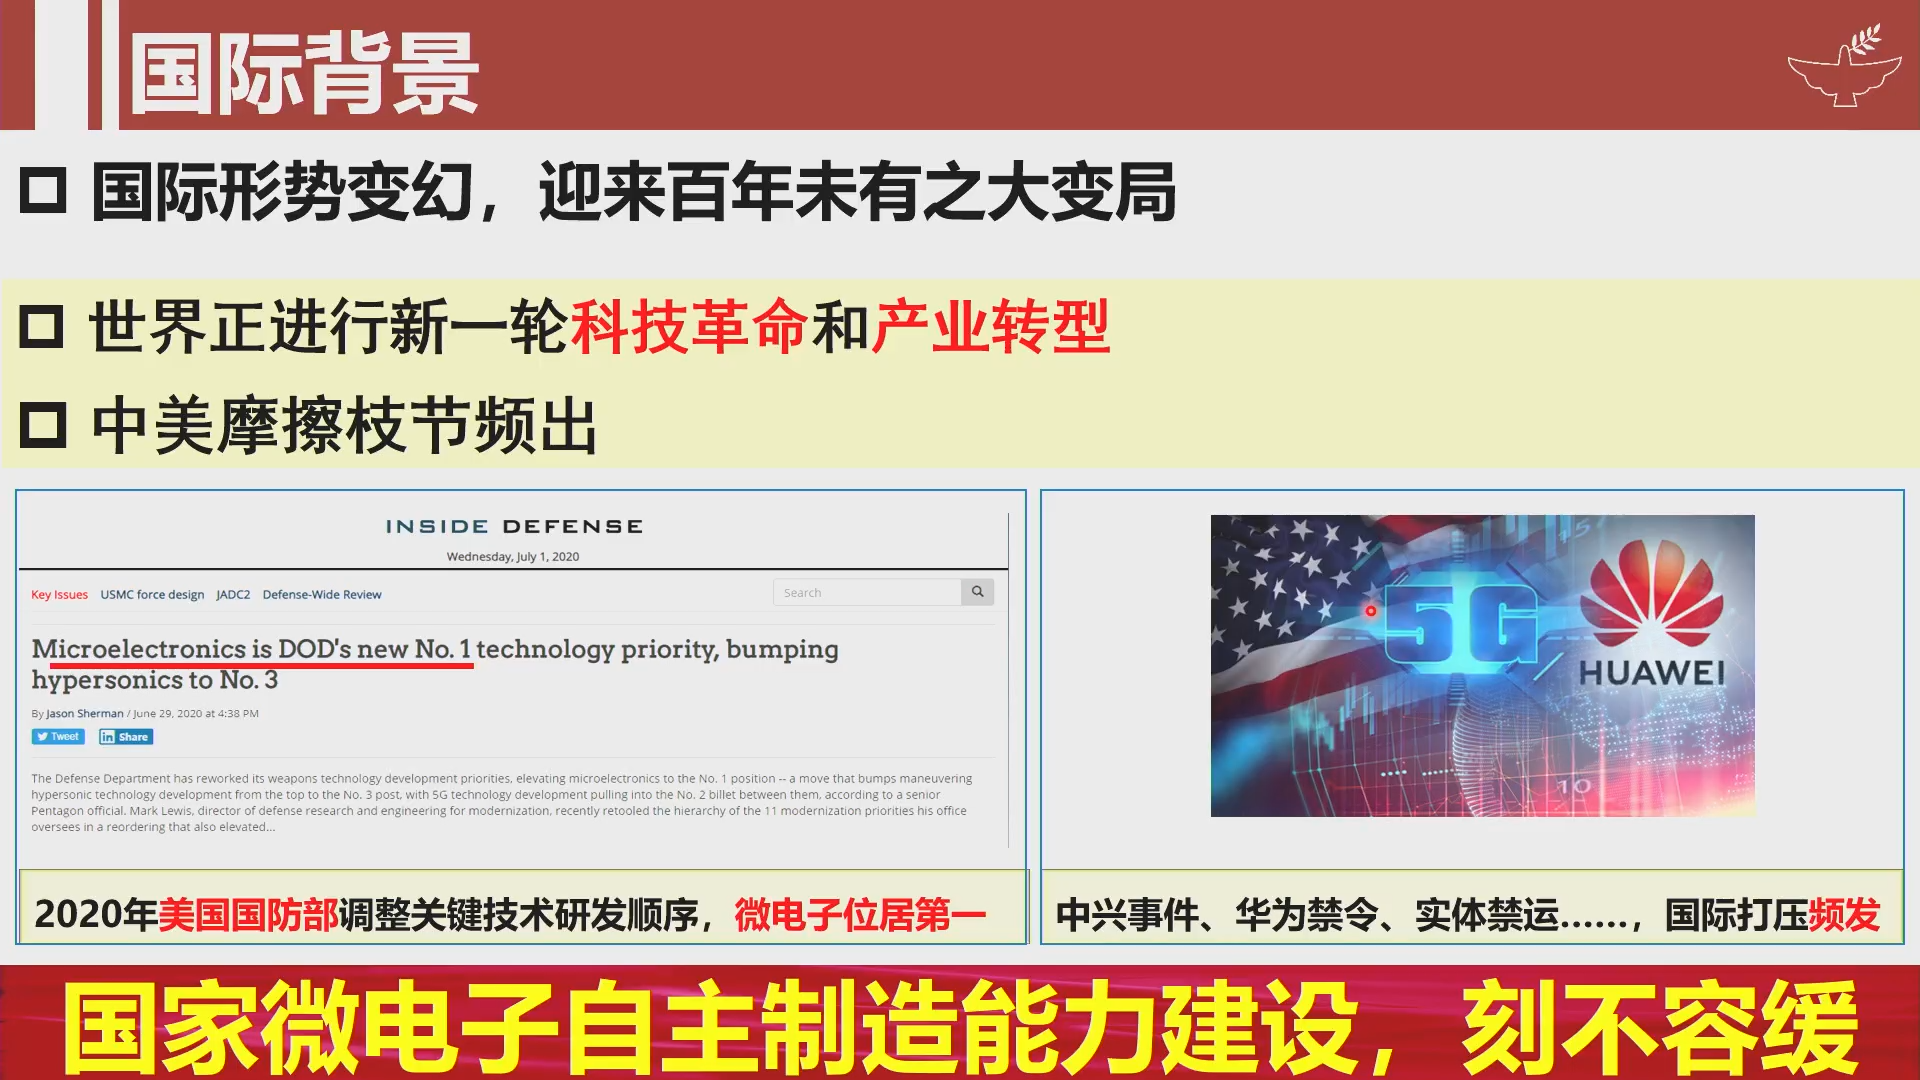 国际背景
国际形势变幻，迎来百年未有之大变局
世界正进行新一轮科技革命和产业转型
中美摩擦枝节频出
INSIDE DEFENSE
Wednesday, July 1, 2020
Key Issues USMC force design JADC2 Defense-Wide Review
Search
Microelectronics is DOD's new No. 1 technology priority, bumping
hypersonics to No. 3
By Jason Sherman / June 29, 2020 at 4:38 PM
Tweet
Share
The Defense Department has reworked its weapons technology development priorities, elevating microelectronics to the No. 1 position -- a move that bumps maneuvering
hypersonic technology development from the top to the No. 3 post, with 5G technology development pulling into the No. 2 billet between them, according to a senior
Pentagon official. Mark Lewis, director of defense research and engineering for modernization, recently retooled the hierarchy of the 11 modernization priorities his office
oversees in a reordering that also elevated...
2020年美国国防部调整关键技术研发顺序，微电子位居第一
5G
HUAWEI
10
中兴事件、华为禁令、实体禁运......，国际打压频发
国家微电子自主制造能力建设，刻不容缓